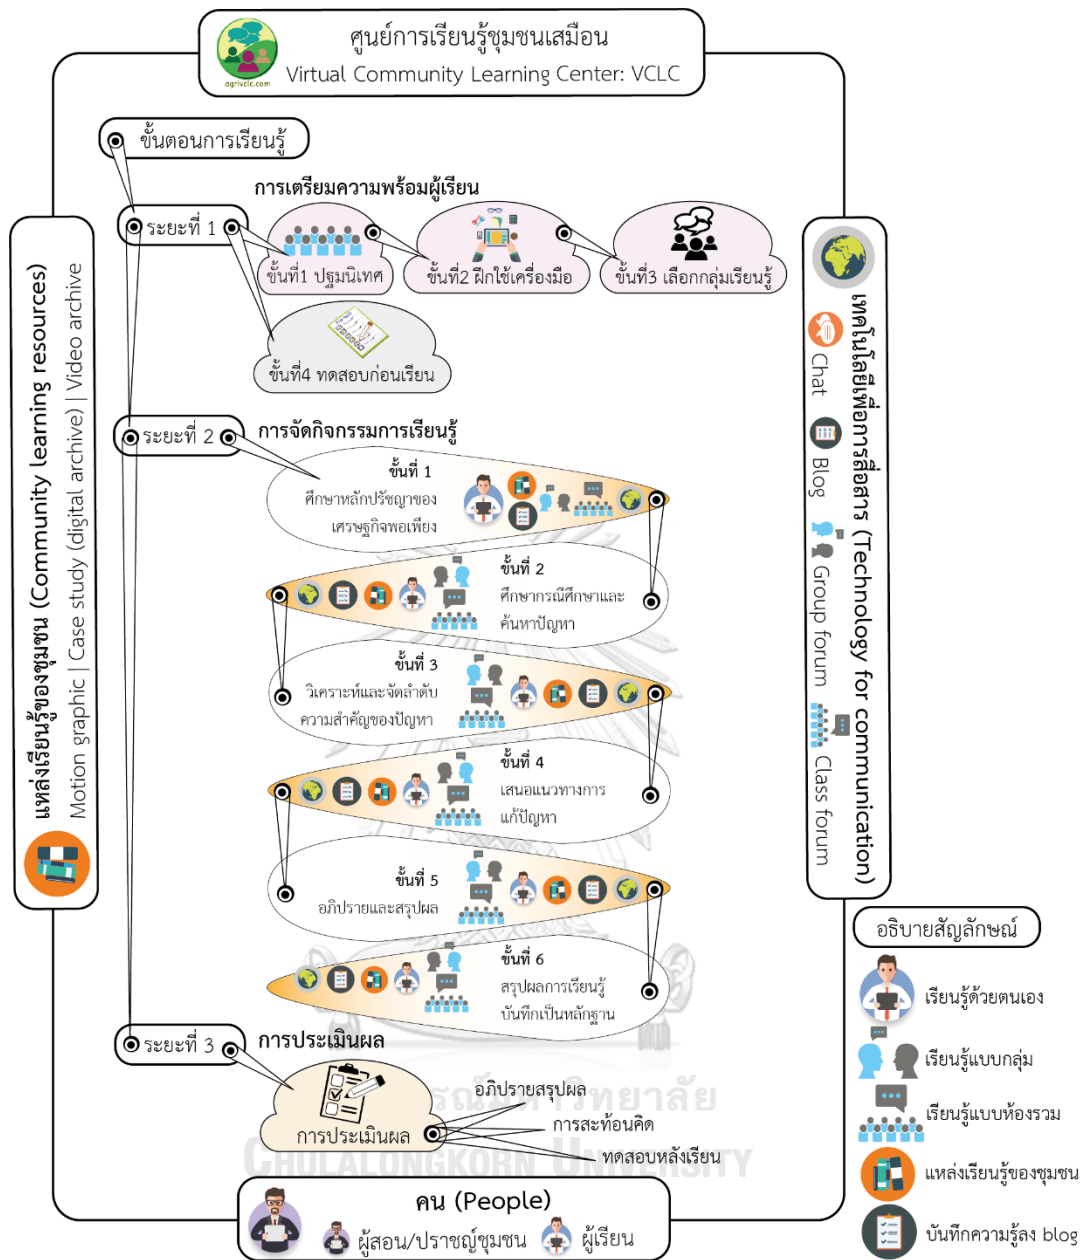 ศูนย์การเรียนรู้ชุมชนเสมือน
Virtual Community Learning Center: VCLC
agrivclc.com
ขั้นตอนการเรียนรู้
การเตรียมความพร้อมผู้เรียน
ระยะที่ 1
ขั้นที่1 ปฐมนิเทศ
ขั้นที่2 ฝึกใช้เครื่องมือ
ขั้นที่3 เลือกกลุ่มเรียนรู้
ขั้นที่4 ทดสอบก่อนเรียน
ระยะที่ 2
การจัดกิจกรรมการเรียนรู้
ขั้นที่ 1
ศึกษาหลักปรัชญาของ
เศรษฐกิจพอเพียง
ขั้นที่ 2
ศึกษากรณีศึกษาและ
ค้นหาปัญหา
ขั้นที่ 3
วิเคราะห์และจัดลำดับ
ความสำคัญของปัญหา
ขั้นที่ 4
เสนอแนวทางการ
แก้ปัญหา
ขั้นที่ 5
อภิปรายและสรุปผล
ขั้นที่ 6
สรุปผลการเรียนรู้
บันทึกเป็นหลักฐาน
ระยะที่ 3
การประเมินผล
การประเมินผล
อภิปรายสรุปผล
การสะท้อนคิด
ทดสอบหลังเรียน
CHULALONGKORN UNIVERSITY
คน (People)
ผู้สอน/ปราชญ์ชุมชน
ผู้เรียน
แหล่งเรียนรู้ของชุมชน (Community learning resources)
Motion graphic | Case study (digital archive) | Video archive
เทคโนโลยีเพื่อการสื่อสาร (Technology for communication)
Chat
Blog
Group forum
Class forum
อธิบายสัญลักษณ์
เรียนรู้ด้วยตนเอง
เรียนรู้แบบกลุ่ม
เรียนรู้แบบห้องรวม
แหล่งเรียนรู้ของชุมชน
บันทึกความรู้ลง blog